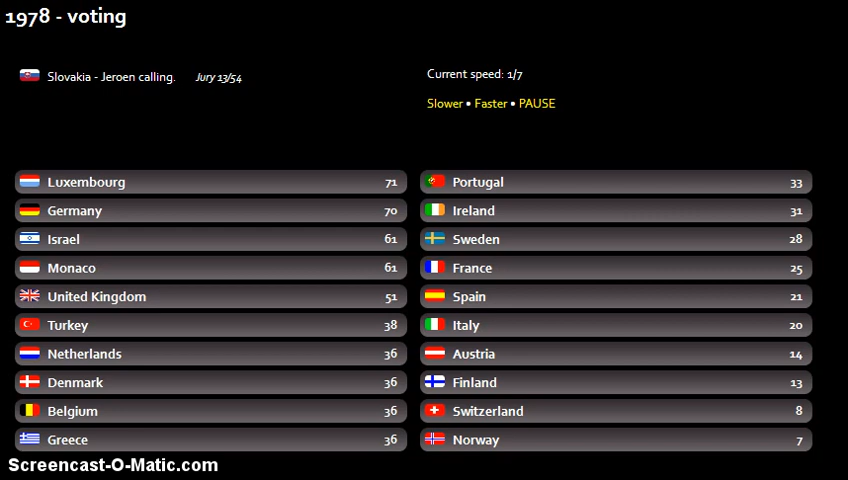 1978 - voting
Slovakia - Jeroen calling. Jury 13/54
Current speed: 1/7
Slower • Faster • PAUSE
Luxembourg 71
Germany 70
Israel 61
Monaco 61
United Kingdom 51
Turkey 38
Netherlands 36
Denmark 36
Belgium 36
Greece 36
Portugal 33
Ireland 31
Sweden 28
France 25
Spain 21
Italy 20
Austria 14
Finland 13
Switzerland 8
Norway 7
Screencast-O-Matic.com